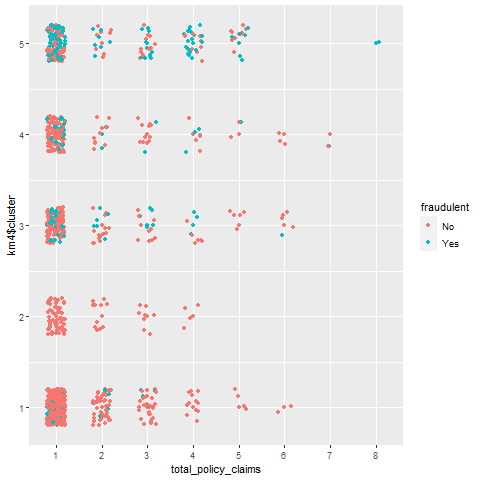 km4$cluster
5
4
3
2
1
1 2 3 4 5 6 7 8
total_policy_claims
fraudulent
No
Yes